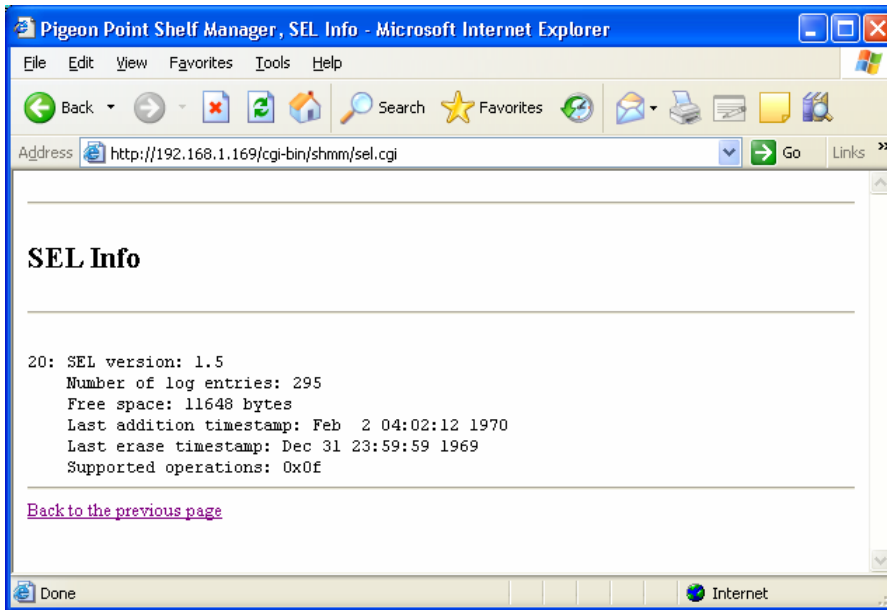 Pigeon Point Shelf Manager, SEL Info - Microsoft Internet Explorer
File Edit View Favorites Tools Help
Back Search Favorites
Address http://192.168.1.169/cgi-bin/shmm/sel.cgi Go Links »
SEL Info
20: SEL version: 1.5
Number of log entries: 295
Free space: 11648 bytes
Last addition timestamp: Feb  2 04:02:12 1970
Last erase timestamp: Dec 31 23:59:59 1969
Supported operations: 0x0f
Back to the previous page
Done Internet